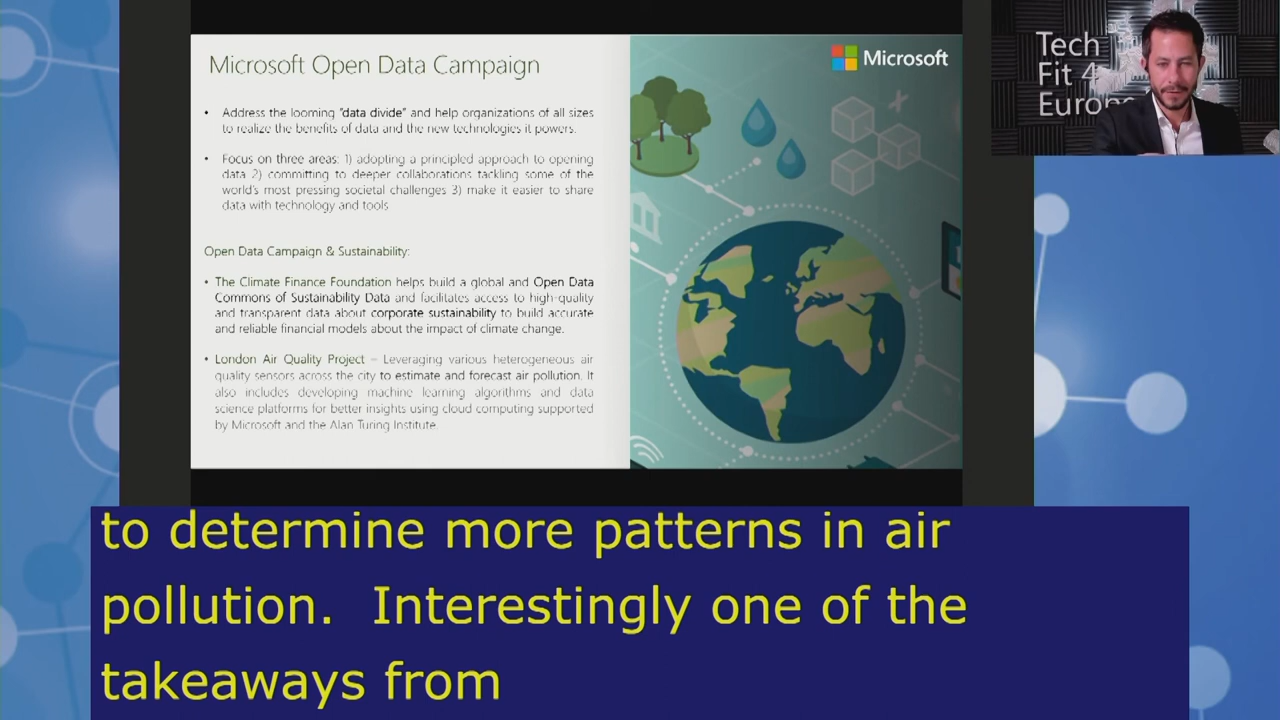 Microsoft Open Data Campaign
• Address the looming "data divide" and help organizations of all sizes
to realize the benefits of data and the new technologies it powers.
• Focus on three areas: 1) adopting a principled approach to opening
data 2) committing to deeper collaborations tackling some of the
world's most pressing societal challenges 3) make it easier to share
data with technology and tools
Open Data Campaign & Sustainability:
• The Climate Finance Foundation helps build a global and Open Data
Commons of Sustainability Data and facilitates access to high-quality
and transparent data about corporate sustainability to build accurate
and reliable financial models about the impact of climate change.
• London Air Quality Project – Leveraging various heterogeneous air
quality sensors across the city to estimate and forecast air pollution. It
also includes developing machine learning algorithms and data
science platforms for better insights using cloud computing supported
by Microsoft and the Alan Turing Institute.
Microsoft
Tech
Fit 4
Europe
to determine more patterns in air
pollution.  Interestingly one of the
takeaways from